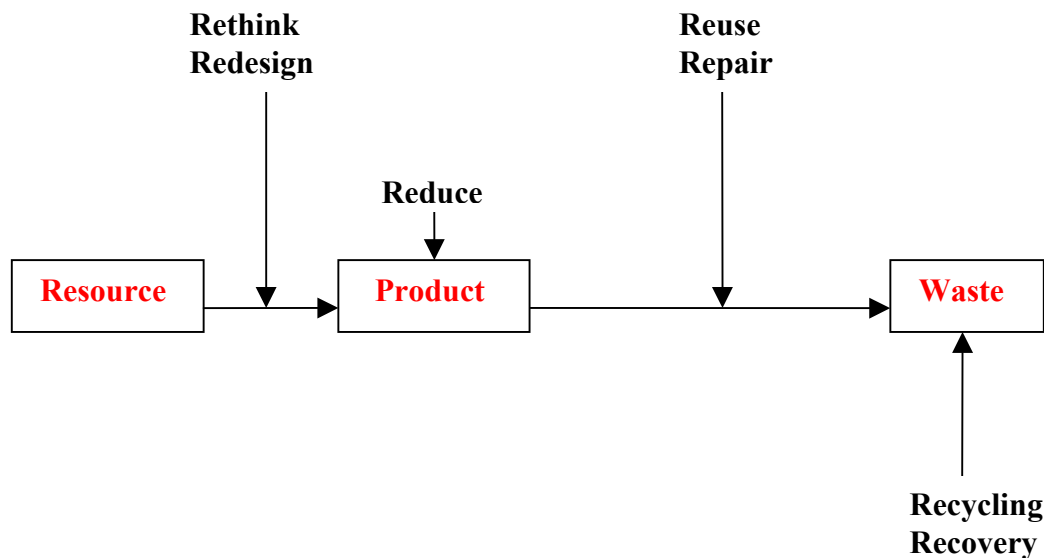 Rethink
Redesign
Reuse
Repair
Reduce
Resource
Product
Waste
Recycling
Recovery